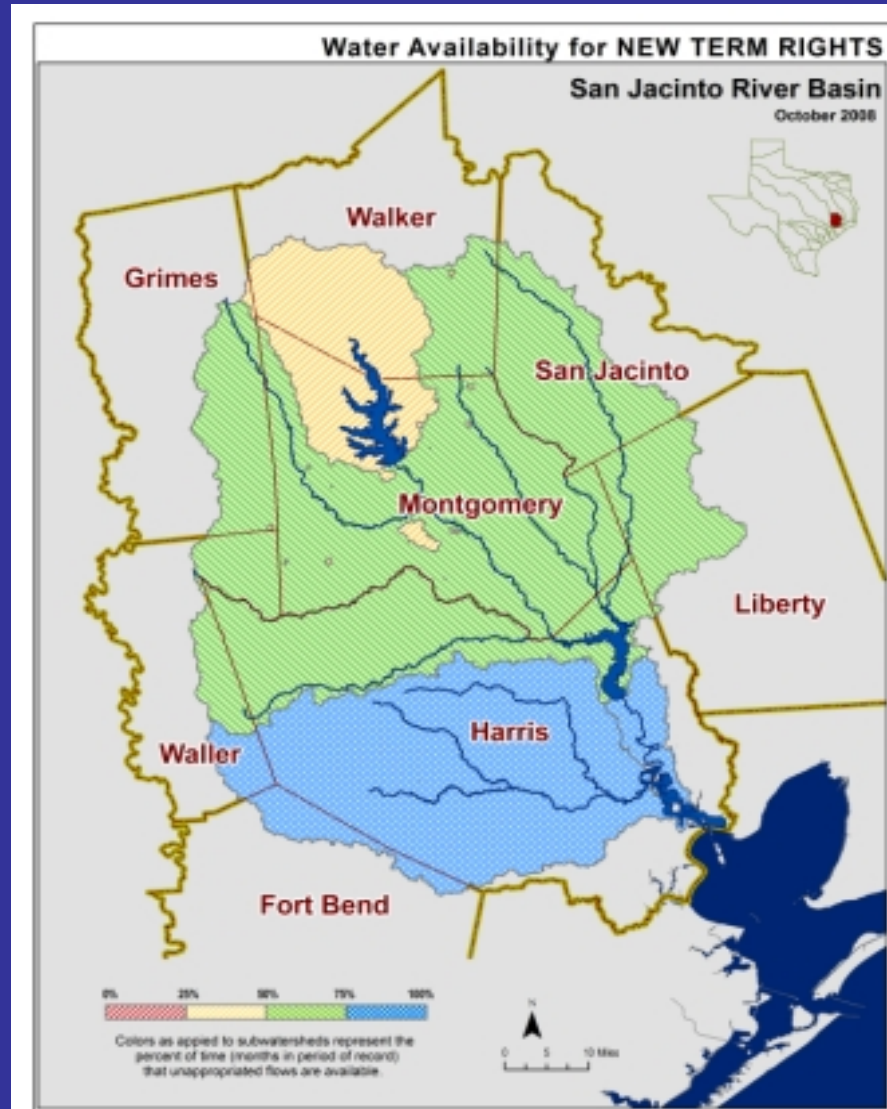 Water Availability for NEW TERM RIGHTS
San Jacinto River Basin
October 2008
Walker
Grimes
San Jacinto
Montgomery
Liberty
Harris
Waller
Fort Bend
0% 25% 50% 75% 100%
Colors as appied to subwatersheds represent the
percent of time (months in period of record)
that unappropriated flows are available.
N
0 5 10 Miles